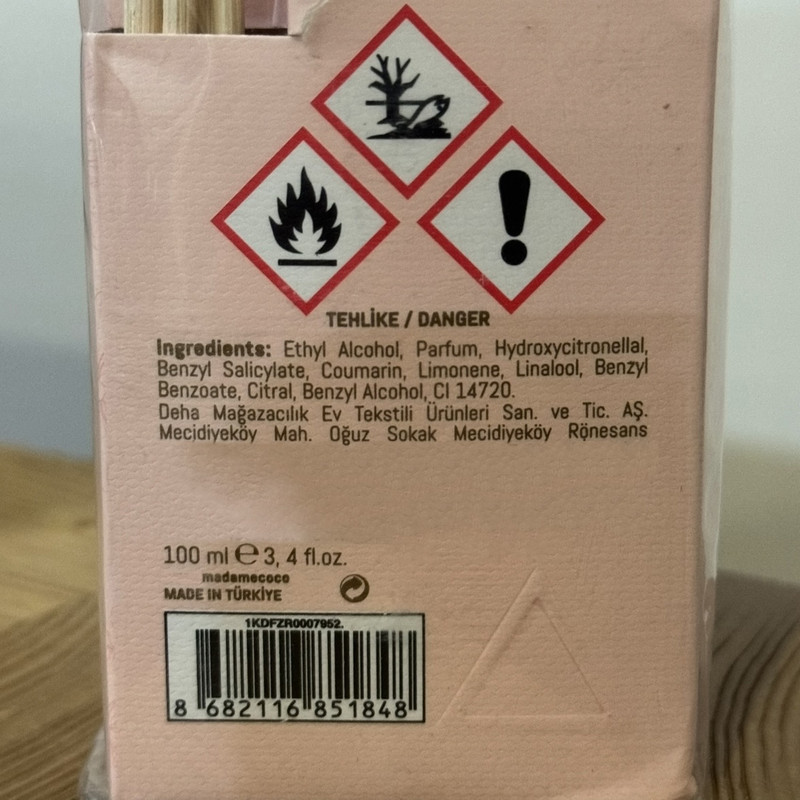 TEHLİKE / DANGER
Ingredients: Ethyl Alcohol, Parfum, Hydroxycitronellal,
Benzyl Salicylate, Coumarin, Limonene, Linalool, Benzyl
Benzoate, Citral, Benzyl Alcohol, CI 14720.
Deha Mağazacılık Ev Tekstili Ürünleri San. ve Tic. AŞ.
Mecidiyeköy Mah. Oğuz Sokak Mecidiyeköy Rönesans
100 ml ℮ 3, 4 fl.oz.
madamecoco
MADE IN TÜRKİYE
1KDFZR0007952.
8 682116 851848